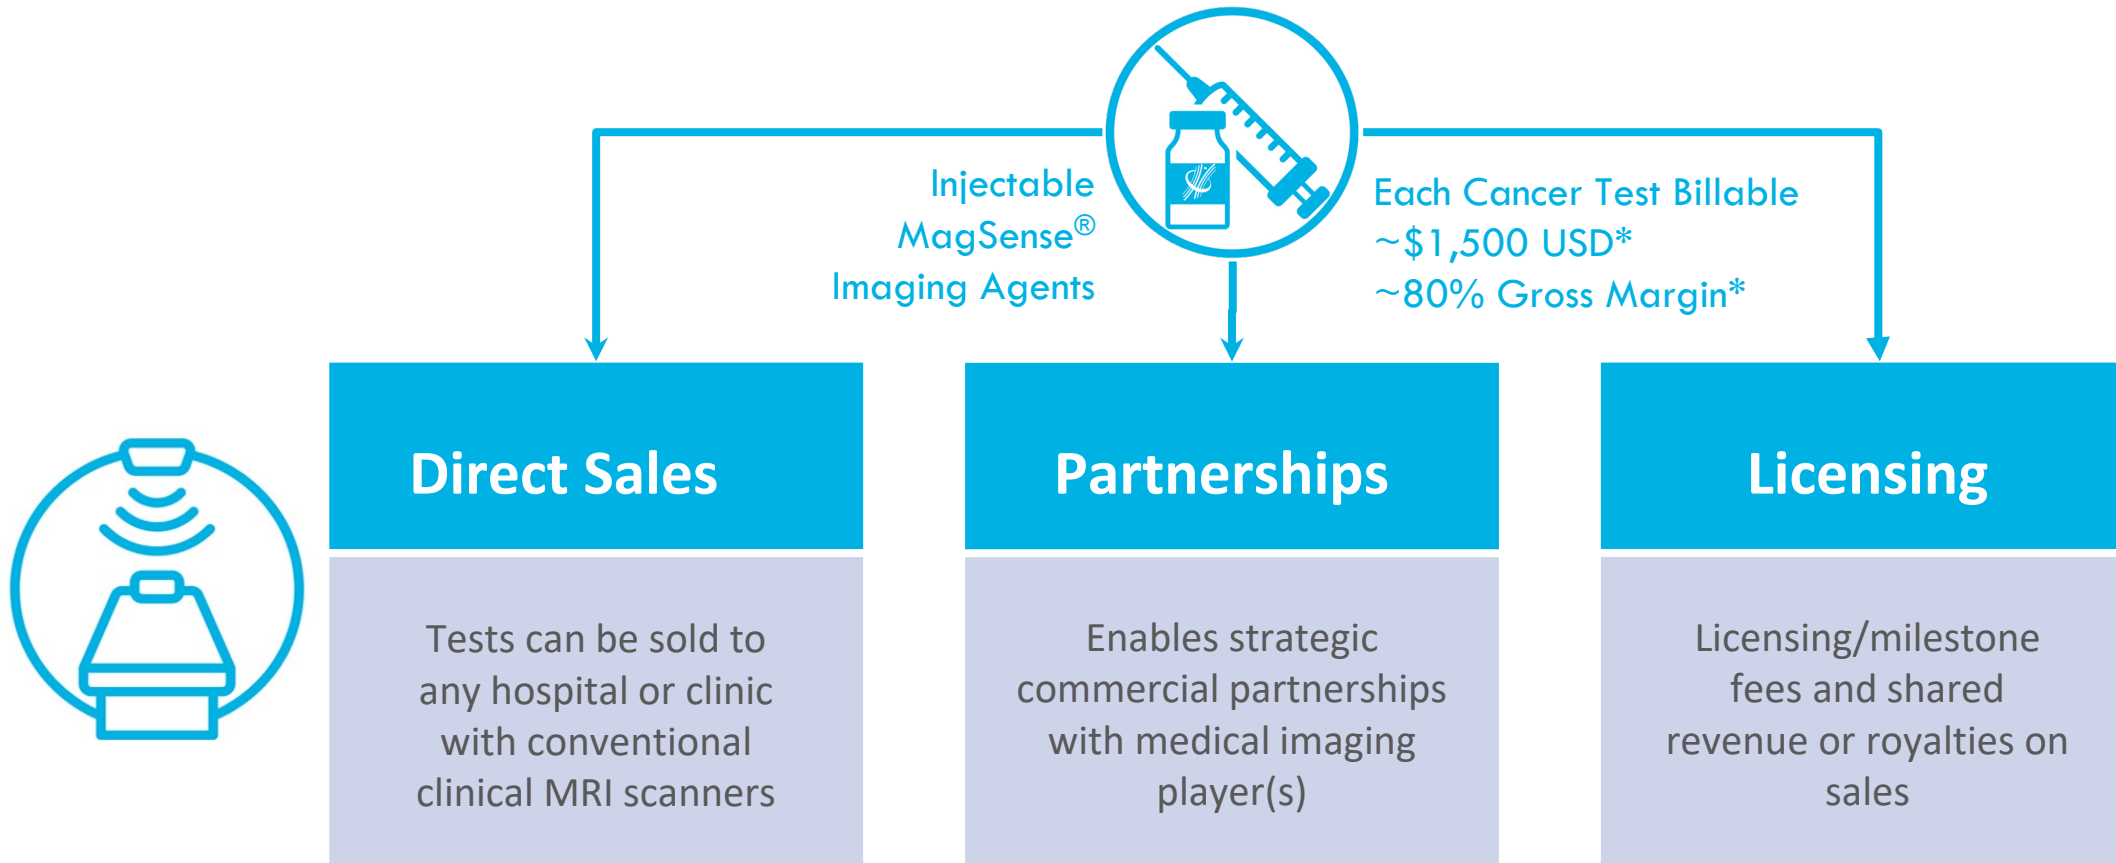 Injectable
MagSense®
Imaging Agents
Each Cancer Test Billable
~$1,500 USD*
~80% Gross Margin*
Direct Sales
Tests can be sold to
any hospital or clinic
with conventional
clinical MRI scanners
Partnerships
Enables strategic
commercial partnerships
with medical imaging
player(s)
Licensing
Licensing/milestone
fees and shared
revenue or royalties on
sales